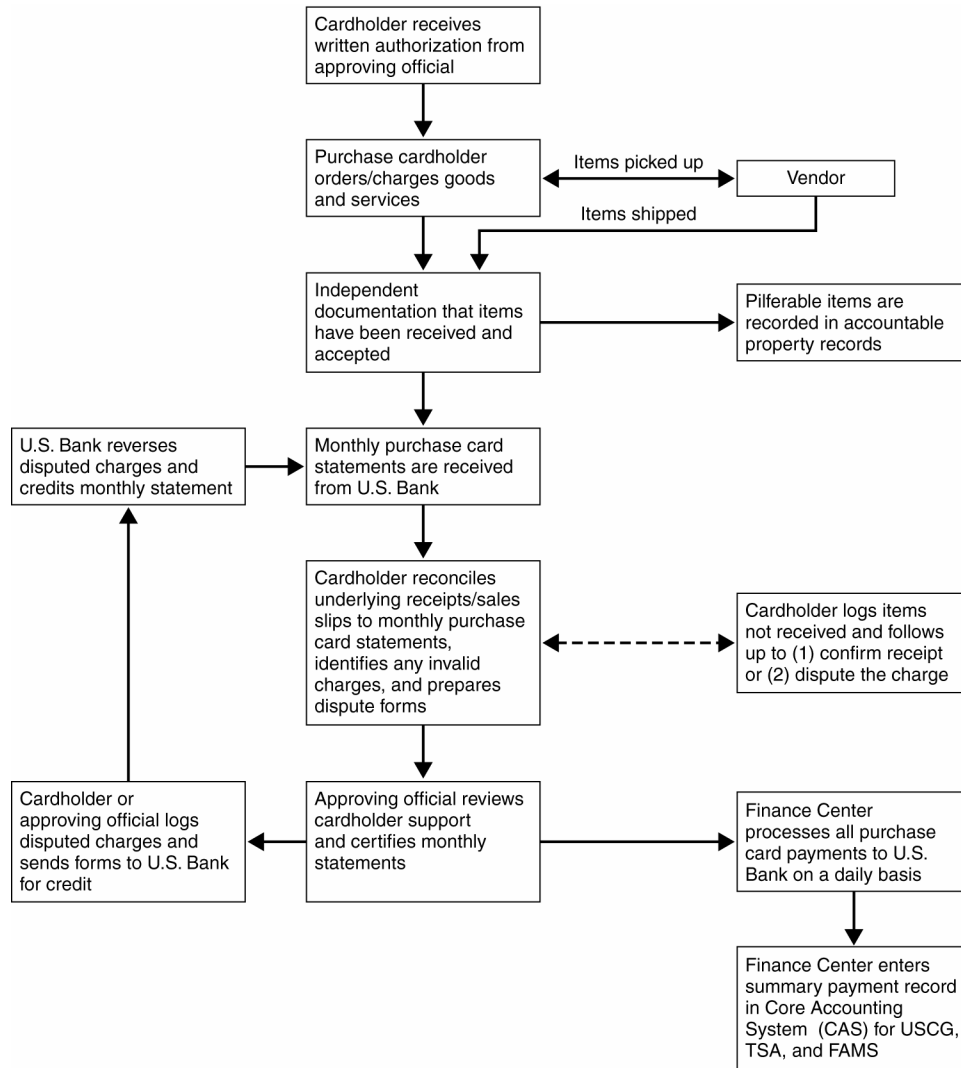 Cardholder receives
written authorization from
approving official
Purchase cardholder
orders/charges goods
and services
Items picked up
Vendor
Items shipped
Independent
documentation that items
have been received and
accepted
Pilferable items are
recorded in accountable
property records
U.S. Bank reverses
disputed charges and
credits monthly statement
Monthly purchase card
statements are received
from U.S. Bank
Cardholder reconciles
underlying receipts/sales
slips to monthly purchase
card statements,
identifies any invalid
charges, and prepares
dispute forms
Cardholder logs items
not received and follows
up to (1) confirm receipt
or (2) dispute the charge
Cardholder or
approving official logs
disputed charges and
sends forms to U.S. Bank
for credit
Approving official reviews
cardholder support
and certifies monthly
statements
Finance Center
processes all purchase
card payments to U.S.
Bank on a daily basis
Finance Center enters
summary payment record
in Core Accounting
System (CAS) for USCG,
TSA, and FAMS